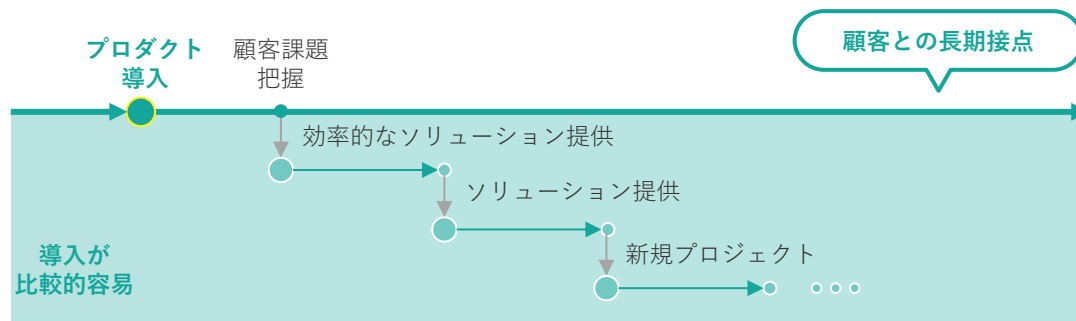 顧客との長期接点
プロダクト
導入
顧客課題
把握
効率的なソリューション提供
ソリューション提供
新規プロジェクト
導入が
比較的容易